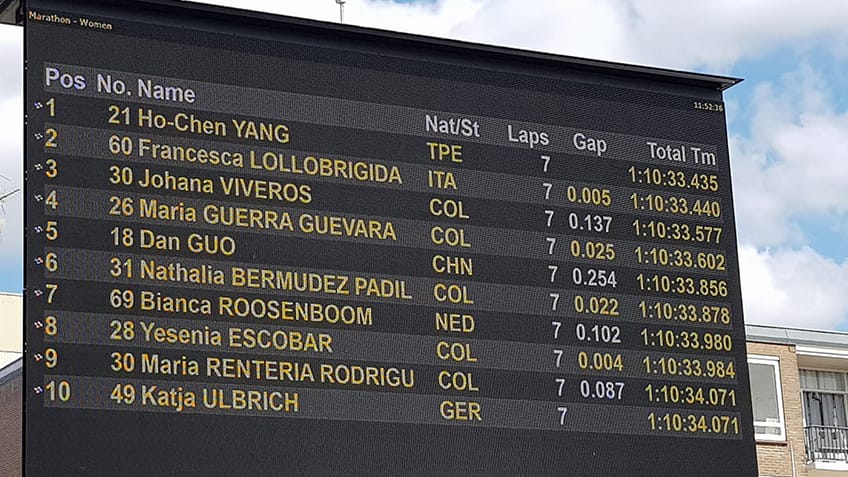 Marathon - Women
11:52:36
Pos No. Name Nat/St Laps Gap Total Tm
1 21 Ho-Chen YANG TPE 7 1:10:33.435
2 60 Francesca LOLLOBRIGIDA ITA 7 0.005 1:10:33.440
3 30 Johana VIVEROS COL 7 0.137 1:10:33.577
4 26 Maria GUERRA GUEVARA COL 7 0.025 1:10:33.602
5 18 Dan GUO CHN 7 0.254 1:10:33.856
6 31 Nathalia BERMUDEZ PADIL COL 7 0.022 1:10:33.878
7 69 Bianca ROOSENBOOM NED 7 0.102 1:10:33.980
8 28 Yesenia ESCOBAR COL 7 0.004 1:10:33.984
9 30 Maria RENTERIA RODRIGU COL 7 0.087 1:10:34.071
10 49 Katja ULBRICH GER 7 1:10:34.071